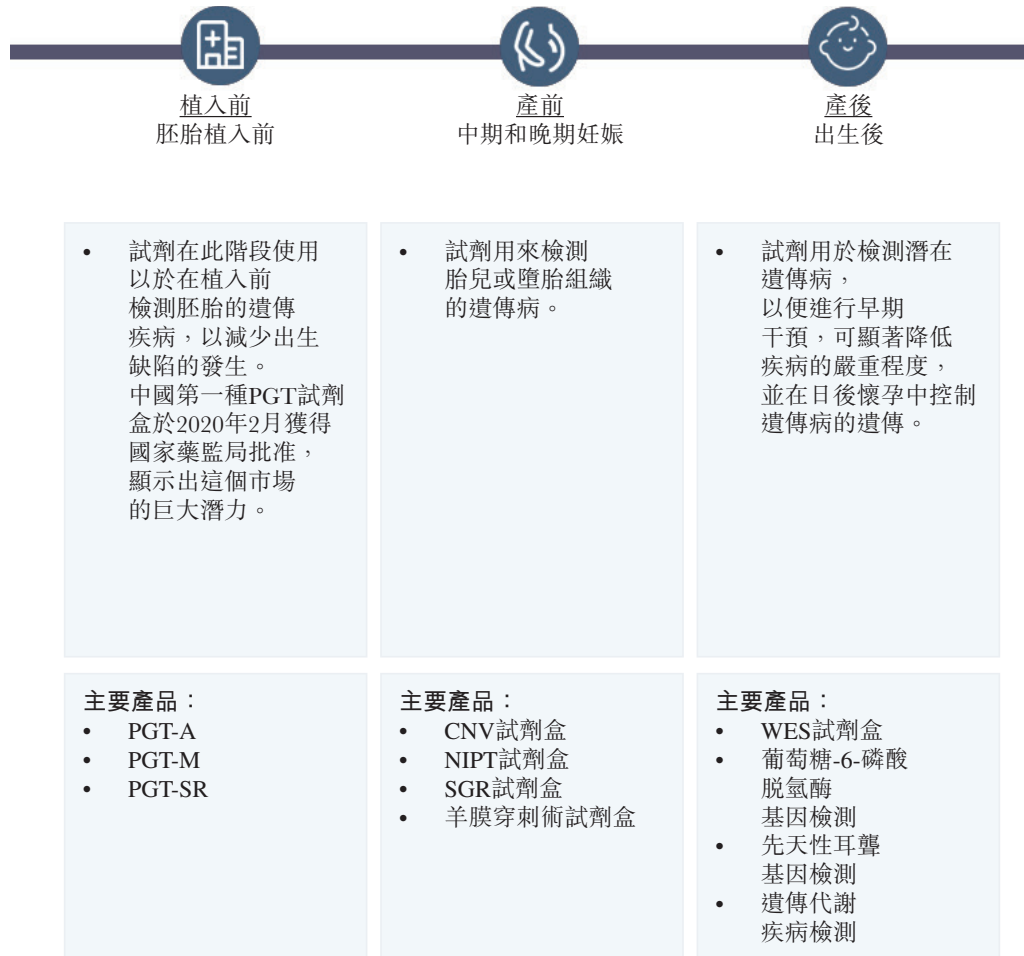 植入前
胚胎植入前
產前
中期和晚期妊娠
產後
出生後
• 試劑在此階段使用
以於在植入前
檢測胚胎的遺傳
疾病，以減少出生
缺陷的發生。
中國第一種PGT試劑
盒於2020年2月獲得
國家藥監局批准，
顯示出這個市場
的巨大潛力。
• 試劑用來檢測
胎兒或墮胎組織
的遺傳病。
• 試劑用於檢測潛在
遺傳病，
以便進行早期
干預，可顯著降低
疾病的嚴重程度，
並在日後懷孕中控制
遺傳病的遺傳。
主要產品：
• PGT-A
• PGT-M
• PGT-SR
主要產品：
• CNV試劑盒
• NIPT試劑盒
• SGR試劑盒
• 羊膜穿刺術試劑盒
主要產品：
• WES試劑盒
• 葡萄糖-6-磷酸
脱氫酶
基因檢測
• 先天性耳聾
基因檢測
• 遺傳代謝
疾病檢測